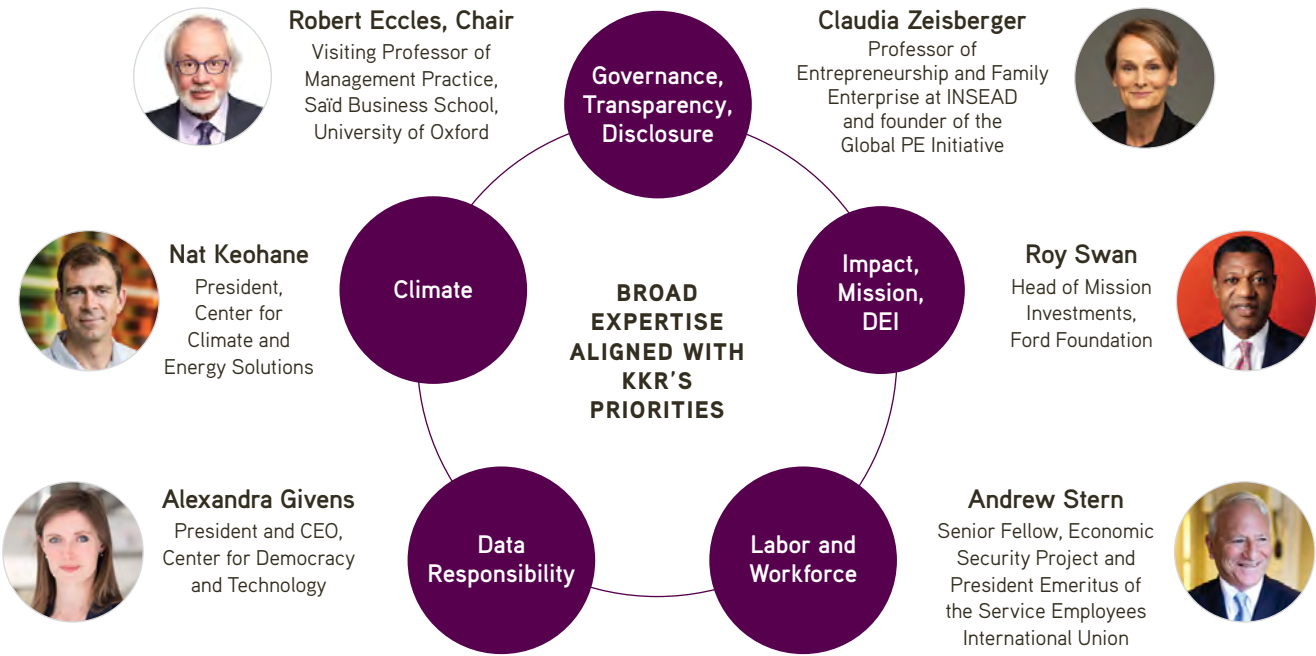 Robert Eccles, Chair
Visiting Professor of
Management Practice,
Saïd Business School,
University of Oxford
Governance,
Transparency,
Disclosure
Claudia Zeisberger
Professor of
Entrepreneurship and Family
Enterprise at INSEAD
and founder of the
Global PE Initiative
Nat Keohane
President,
Center for
Climate and
Energy Solutions
Climate
BROAD
EXPERTISE
ALIGNED WITH
KKR'S
PRIORITIES
Impact,
Mission,
DEI
Roy Swan
Head of Mission
Investments,
Ford Foundation
Alexandra Givens
President and CEO,
Center for Democracy
and Technology
Data
Responsibility
Labor and
Workforce
Andrew Stern
Senior Fellow, Economic
Security Project and
President Emeritus of
the Service Employees
International Union